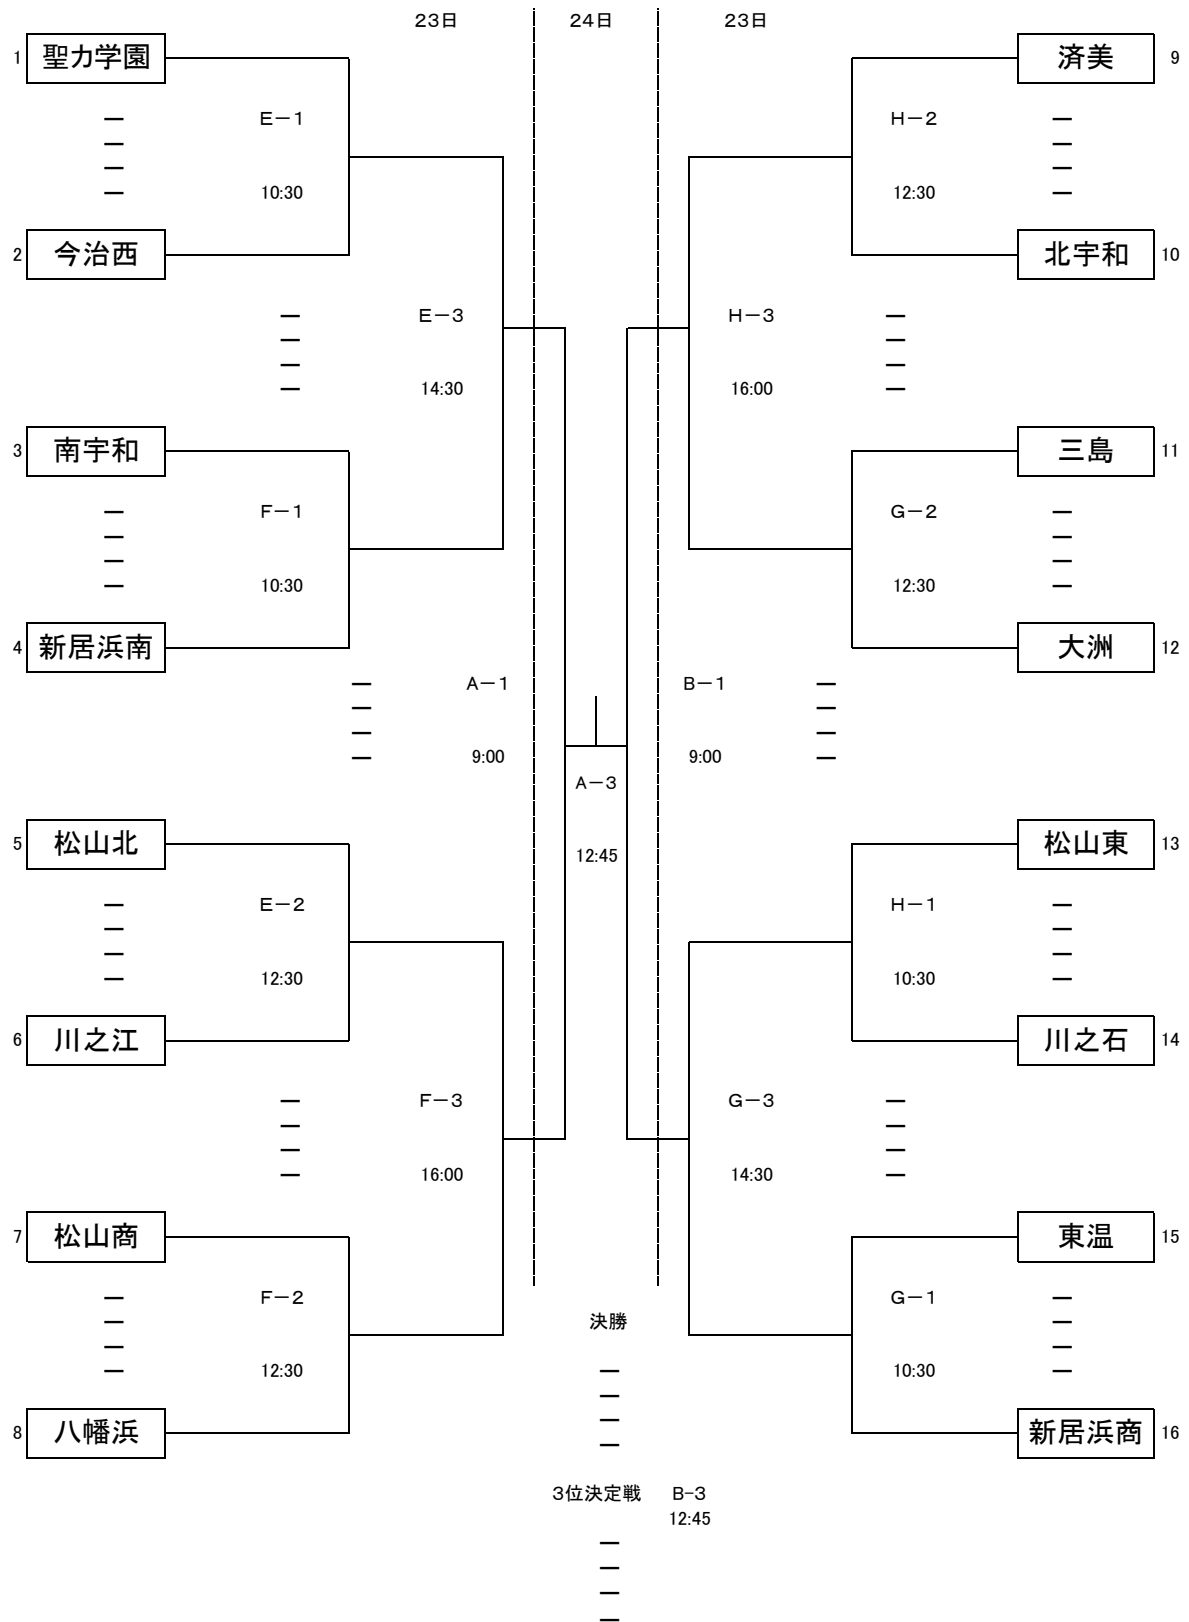 23日 24日 23日
1 聖カ学園 済美 9
E－1 H－2
10:30 12:30
2 今治西 北宇和 10
E－3 H－3
14:30 16:00
3 南宇和 三島 11
F－1 G－2
10:30 12:30
4 新居浜南 大洲 12
A－1 B－1
9:00 9:00
A－3
5 松山北 松山東 13
12:45
E－2 H－1
12:30 10:30
6 川之江 川之石 14
F－3 G－3
16:00 14:30
7 松山商 東温 15
F－2 G－1
決勝
12:30 10:30
8 八幡浜 新居浜商 16
3位決定戦 B-3
12:45